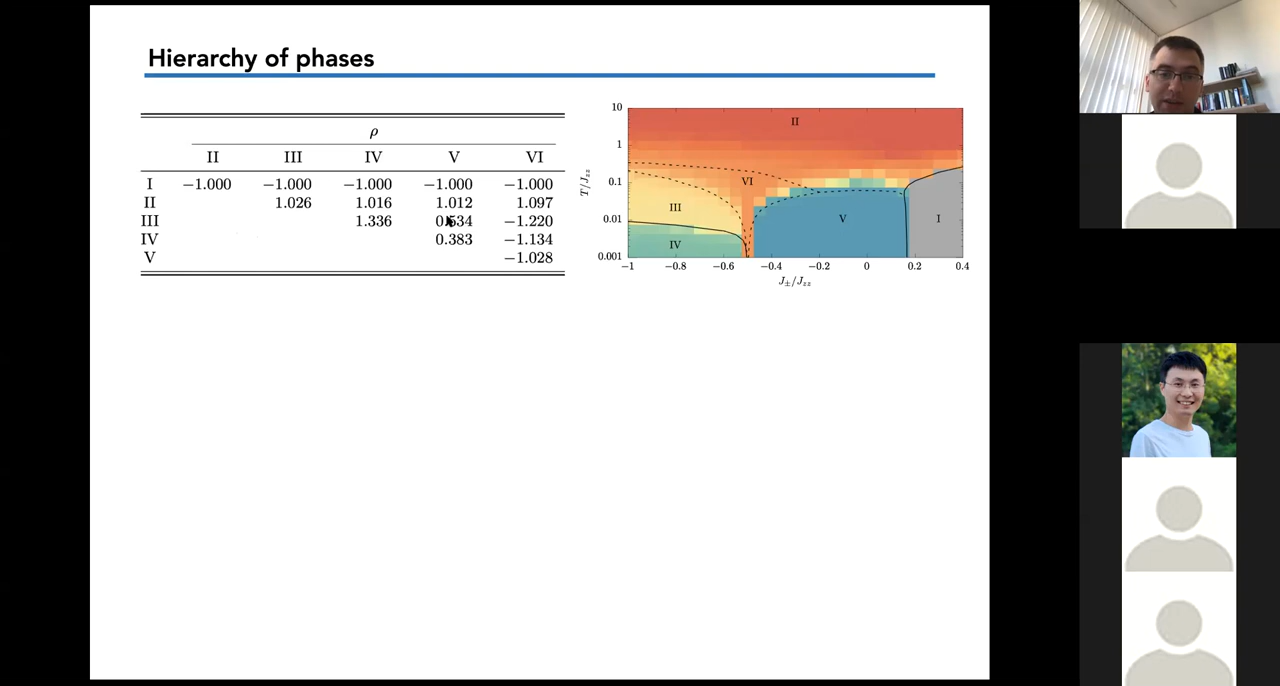 Hierarchy of phases
ρ
II III IV V VI
I −1.000 −1.000 −1.000 −1.000 −1.000
II 1.026 1.016 1.012 1.097
III 1.336 −1.220
IV 0.383 −1.134
V −1.028
10
1
0.1
0.01
0.001
T/J_zz
II
VI
III
V
I
IV
−1 −0.8 −0.6 −0.4 −0.2 0 0.2 0.4
J_±/J_zz